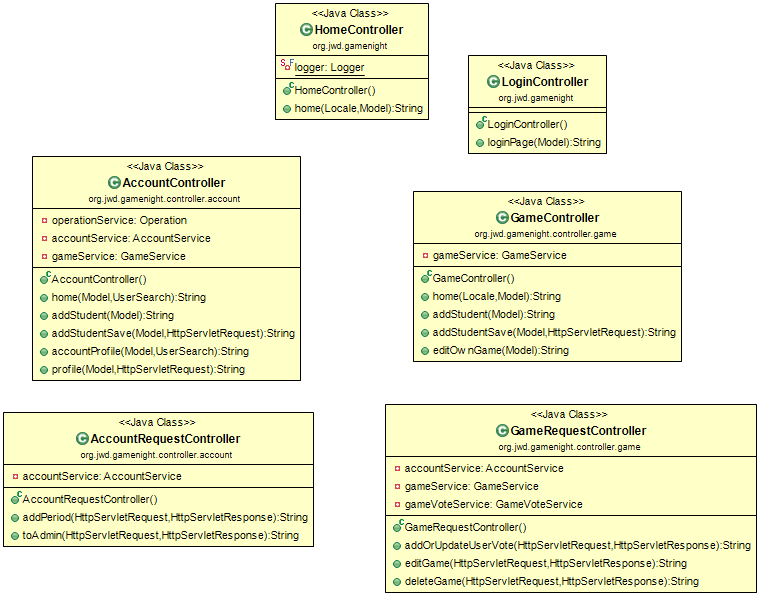 <<Java Class>>
HomeController
org.jwd.gamenight
logger: Logger
HomeController()
home(Locale,Model):String
<<Java Class>>
LoginController
org.jwd.gamenight
LoginController()
loginPage(Model):String
<<Java Class>>
AccountController
org.jwd.gamenight.controller.account
operationService: Operation
accountService: AccountService
gameService: GameService
AccountController()
home(Model,UserSearch):String
addStudent(Model):String
addStudentSave(Model,HttpServletRequest):String
accountProfile(Model,UserSearch):String
profile(Model,HttpServletRequest):String
<<Java Class>>
GameController
org.jwd.gamenight.controller.game
gameService: GameService
GameController()
home(Locale,Model):String
addStudent(Model):String
addStudentSave(Model,HttpServletRequest):String
editOwnGame(Model):String
<<Java Class>>
AccountRequestController
org.jwd.gamenight.controller.account
accountService: AccountService
AccountRequestController()
addPeriod(HttpServletRequest,HttpServletResponse):String
toAdmin(HttpServletRequest,HttpServletResponse):String
<<Java Class>>
GameRequestController
org.jwd.gamenight.controller.game
accountService: AccountService
gameService: GameService
gameVoteService: GameVoteService
GameRequestController()
addOrUpdateUserVote(HttpServletRequest,HttpServletResponse):String
editGame(HttpServletRequest,HttpServletResponse):String
deleteGame(HttpServletRequest,HttpServletResponse):String